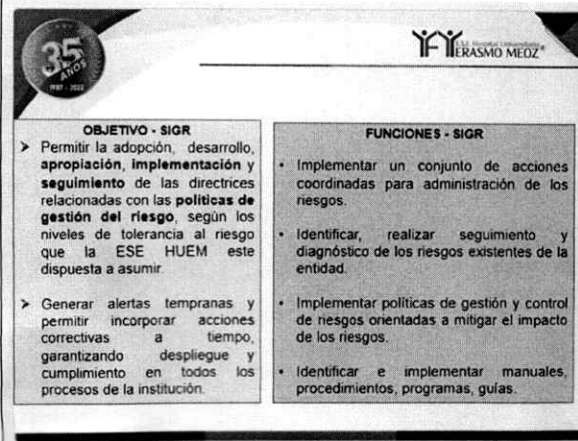 35
AÑOS
1987 - 2022
E.S.E. Hospital Universitario
ERASMO MEOZ
OBJETIVO - SIGR
➤ Permitir la adopción, desarrollo,
apropiación, implementación y
seguimiento de las directrices
relacionadas con las políticas de
gestión del riesgo, según los
niveles de tolerancia al riesgo
que la ESE HUEM este
dispuesta a asumir.
➤ Generar alertas tempranas y
permitir incorporar acciones
correctivas a tiempo,
garantizando despliegue y
cumplimiento en todos los
procesos de la institución.
FUNCIONES - SIGR
• Implementar un conjunto de acciones
coordinadas para administración de los
riesgos.
• Identificar, realizar seguimiento y
diagnóstico de los riesgos existentes de la
entidad.
• Implementar políticas de gestión y control
de riesgos orientadas a mitigar el impacto
de los riesgos.
• Identificar e implementar manuales,
procedimientos, programas, guías.